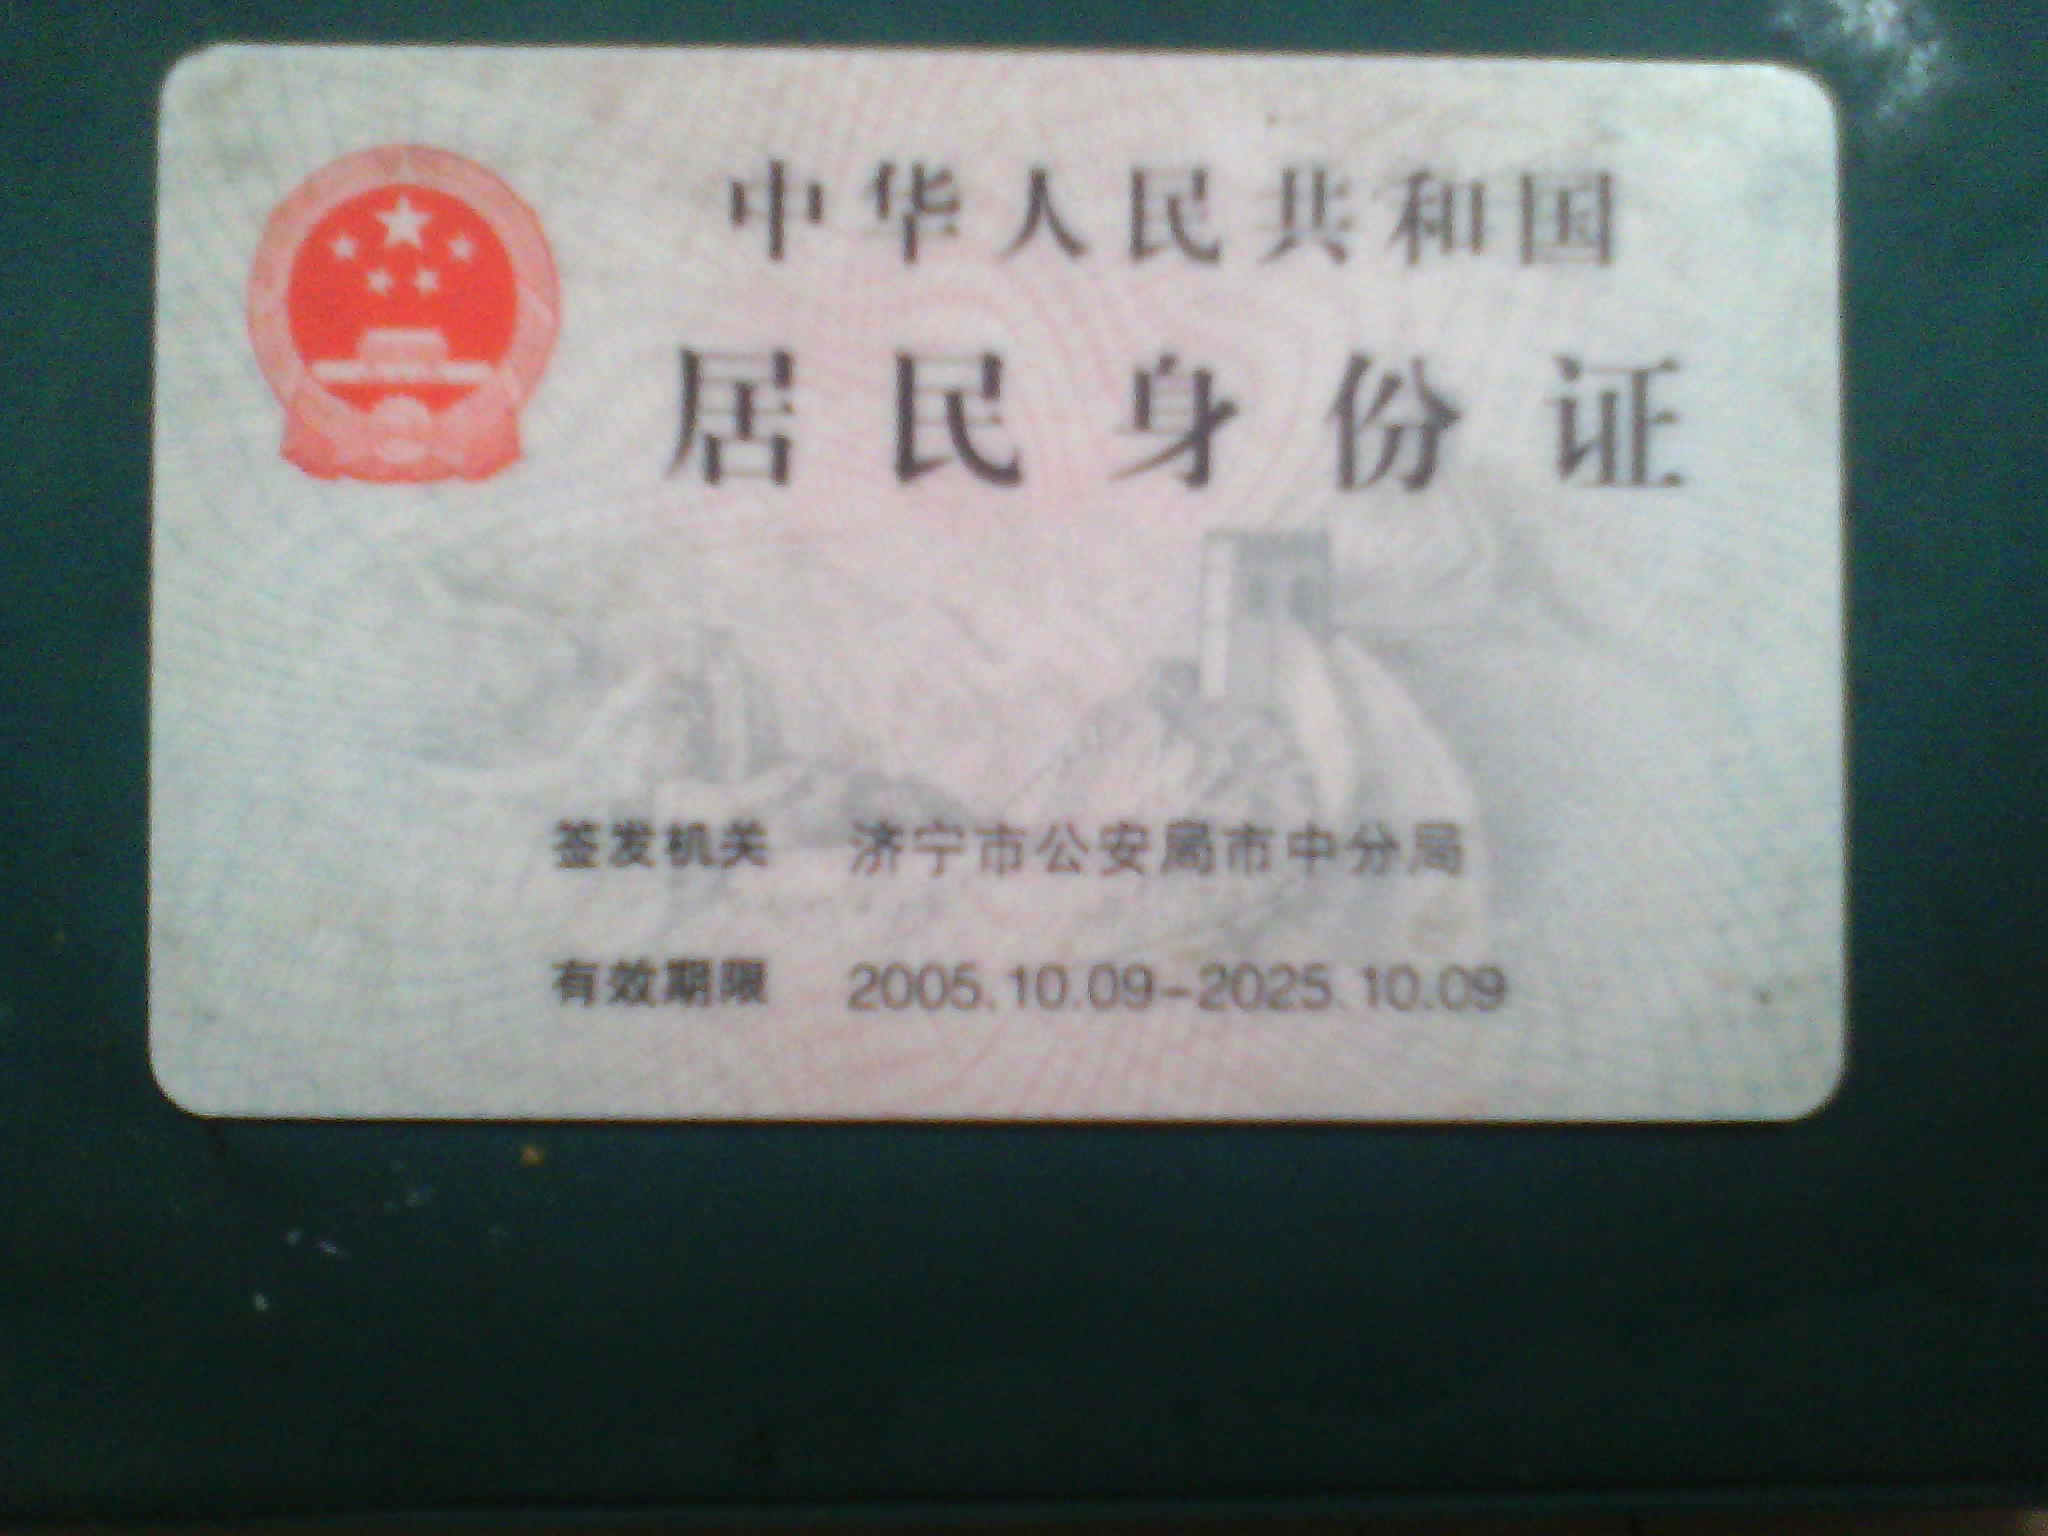 中华人民共和国
居民身份证
签发机关 济宁市公安局市中分局
有效期限 2005.10.09-2025.10.09